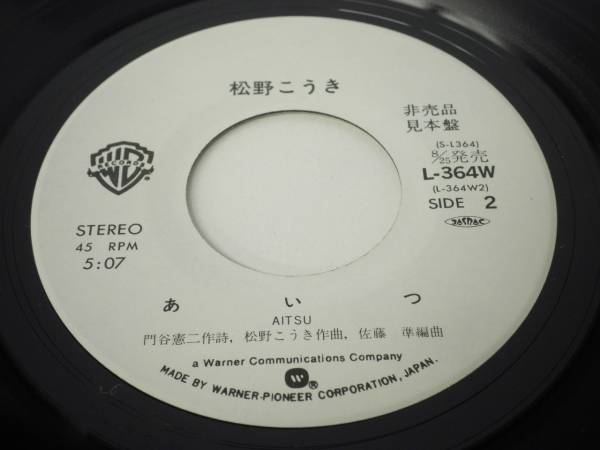 松野こうき
非売品
見本盤
(S-L364)
8/25発売
L-364W
(L-364W2)
SIDE 2
JASRAC
WB
RECORDS
STEREO
45 RPM
5:07
あいつ
AITSU
門谷憲二作詩, 松野こうき作曲, 佐藤 準編曲
a Warner Communications Company
MADE BY WARNER-PIONEER CORPORATION, JAPAN.
®